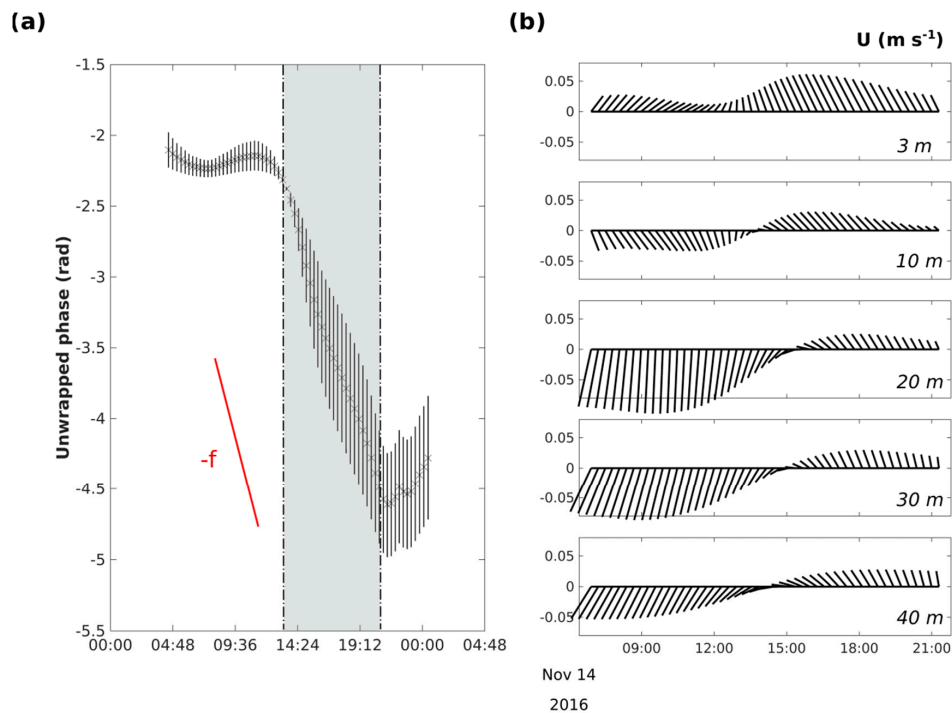 (a)
(b)
U (m s⁻¹)
Unwrapped phase (rad)
-1.5
-2
-2.5
-3
-3.5
-4
-4.5
-5
-5.5
-f
00:00 04:48 09:36 14:24 19:12 00:00 04:48
0.05
0
-0.05
3 m
0.05
0
-0.05
10 m
0.05
0
-0.05
20 m
0.05
0
-0.05
30 m
0.05
0
-0.05
40 m
09:00 12:00 15:00 18:00 21:00
Nov 14
2016